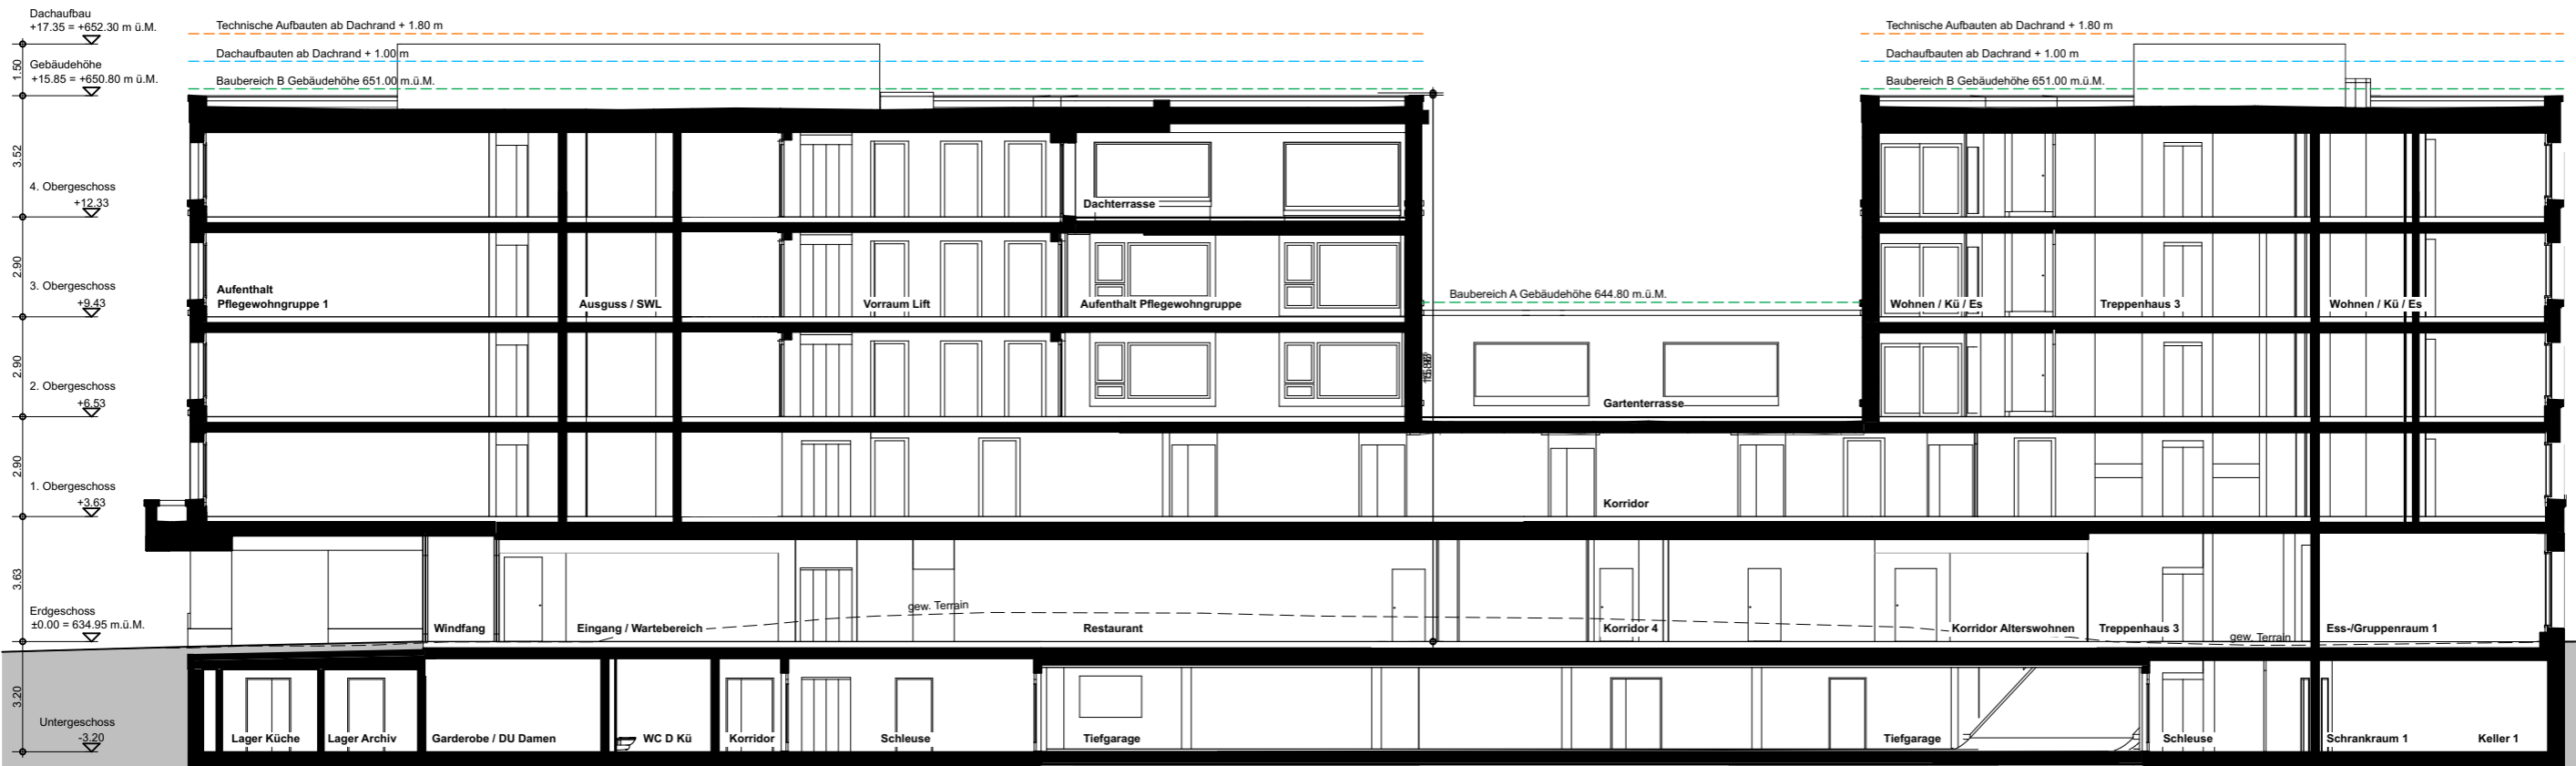 Dachaufbau
+17.35 = +652.30 m ü.M.
Technische Aufbauten ab Dachrand + 1.80 m
Technische Aufbauten ab Dachrand + 1.80 m
Dachaufbauten ab Dachrand + 1.00 m
Dachaufbauten ab Dachrand + 1.00 m
1.50
Gebäudehöhe
+15.85 = +650.80 m ü.M.
Baubereich B Gebäudehöhe 651.00 m.ü.M.
Baubereich B Gebäudehöhe 651.00 m.ü.M.
3.52
4. Obergeschoss
+12.33
Dachterrasse
2.90
3. Obergeschoss
+9.43
Aufenthalt
Pflegewohngruppe 1
Ausguss / SWL
Vorraum Lift
Aufenthalt Pflegewohngruppe
Baubereich A Gebäudehöhe 644.80 m.ü.M.
Wohnen / Kü / Es
Treppenhaus 3
Wohnen / Kü / Es
2.90
2. Obergeschoss
+6.53
Gartenterrasse
2.90
1. Obergeschoss
+3.63
Korridor
3.63
Erdgeschoss
±0.00 = 634.95 m.ü.M.
gew. Terrain
Windfang
Eingang / Wartebereich
Restaurant
Korridor 4
Korridor Alterswohnen
Treppenhaus 3
gew. Terrain
Ess-/Gruppenraum 1
3.20
Untergeschoss
-3.20
Lager Küche
Lager Archiv
Garderobe / DU Damen
WC D Kü
Korridor
Schleuse
Tiefgarage
Tiefgarage
Schleuse
Schrankraum 1
Keller 1